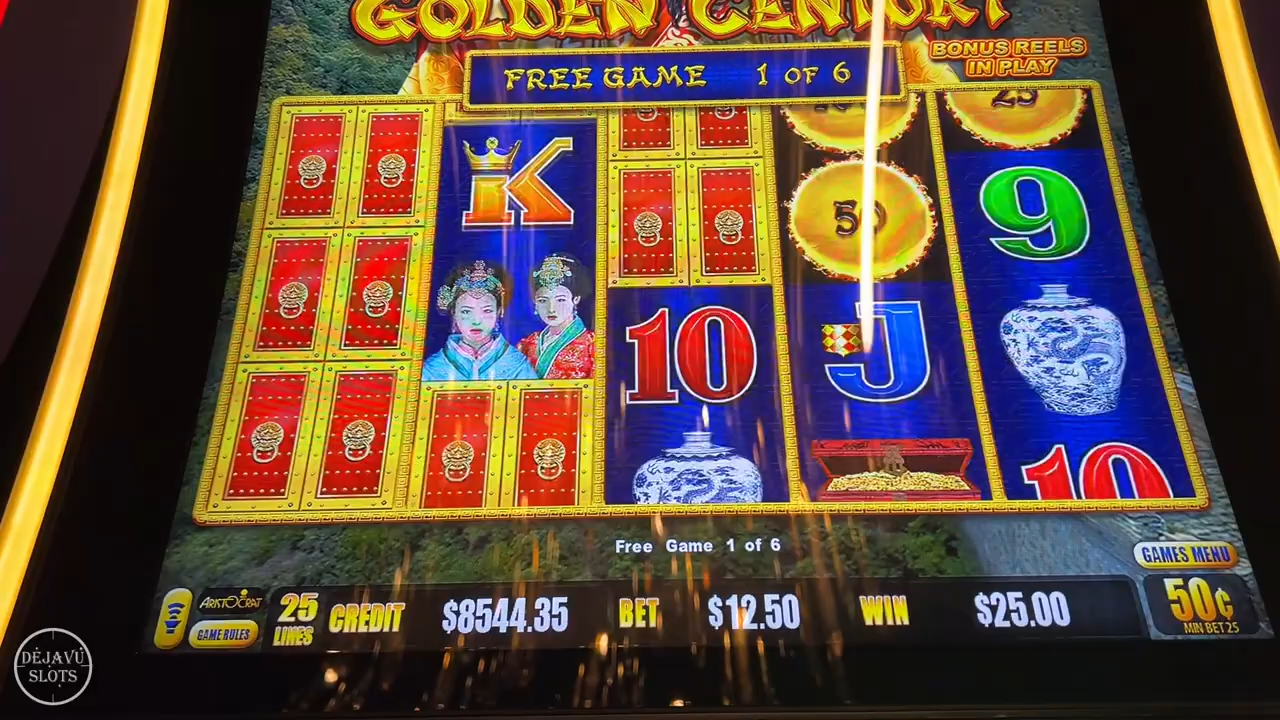 GOLDEN CENTURY
BONUS REELS
IN PLAY
FREE GAME 1 OF 6
25
K
50
9
10
J
10
Free Game 1 of 6
GAMES MENU
ARISTOCRAT
GAME RULES
25
LINES
CREDIT $8544.35 BET $12.50 WIN $25.00
50¢
MIN BET 25
DÉJAVU
SLOTS